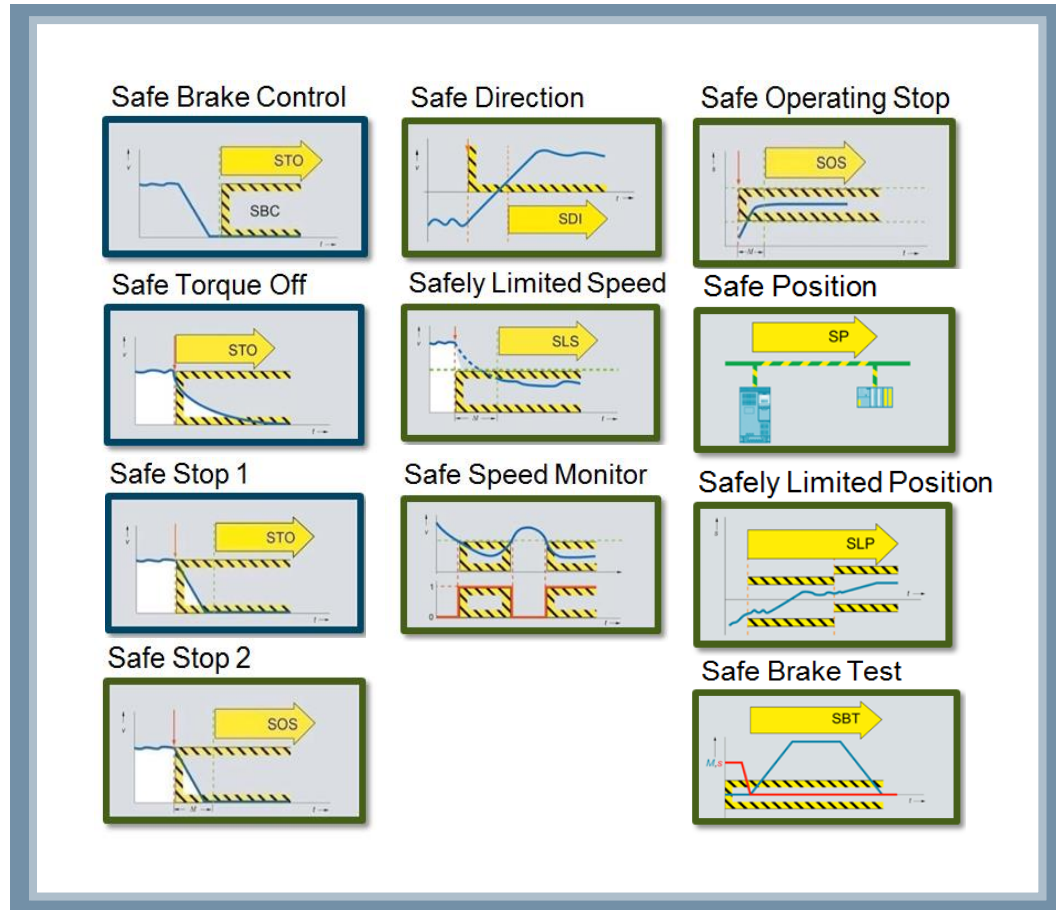 Safe Brake Control
v
STO
SBC
t
Safe Torque Off
v
STO
t
Safe Stop 1
v
STO
t
Safe Stop 2
v
SOS
M
t
Safe Direction
v
t
SDI
Safely Limited Speed
v
SLS
M
t
Safe Speed Monitor
v
1
0
t
Safe Operating Stop
s
SOS
M
t
Safe Position
SP
Safely Limited Position
s
SLP
t
Safe Brake Test
SBT
M,s
t